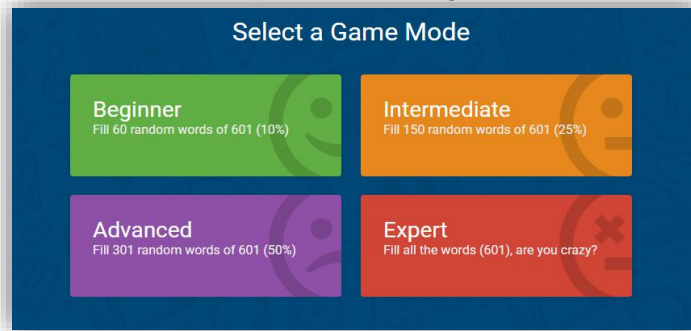 Select a Game Mode
Beginner
Fill 60 random words of 601 (10%)
Intermediate
Fill 150 random words of 601 (25%)
Advanced
Fill 301 random words of 601 (50%)
Expert
Fill all the words (601), are you crazy?